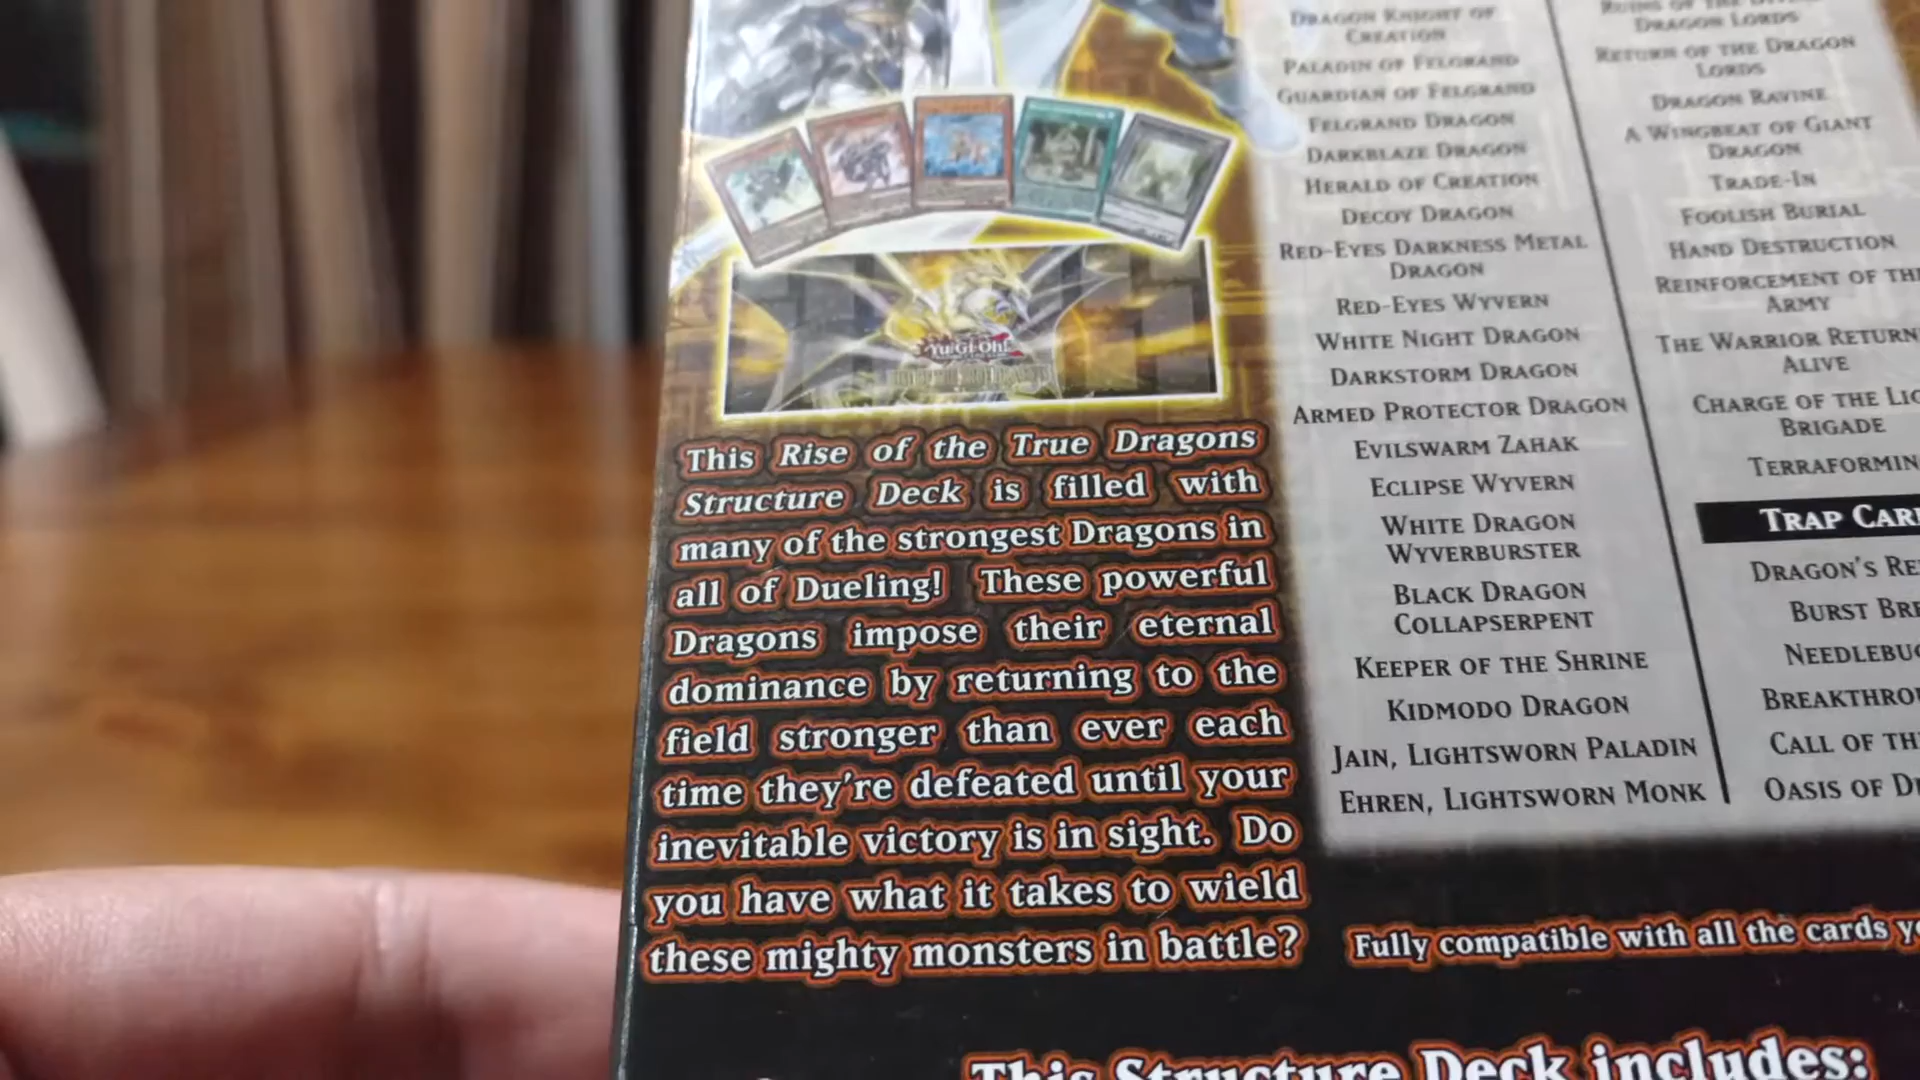 Yu-Gi-Oh!
This Rise of the True Dragons
Structure Deck is filled with
many of the strongest Dragons in
all of Dueling! These powerful
Dragons impose their eternal
dominance by returning to the
field stronger than ever each
time they're defeated until your
inevitable victory is in sight. Do
you have what it takes to wield
these mighty monsters in battle?
DRAGON KNIGHT OF
CREATION
PALADIN OF FELGRAND
GUARDIAN OF FELGRAND
FELGRAND DRAGON
DARKBLAZE DRAGON
HERALD OF CREATION
DECOY DRAGON
RED-EYES DARKNESS METAL
DRAGON
RED-EYES WYVERN
WHITE NIGHT DRAGON
DARKSTORM DRAGON
ARMED PROTECTOR DRAGON
EVILSWARM ZAHAK
ECLIPSE WYVERN
WHITE DRAGON
WYVERBURSTER
BLACK DRAGON
COLLAPSERPENT
KEEPER OF THE SHRINE
KIDMODO DRAGON
JAIN, LIGHTSWORN PALADIN
EHREN, LIGHTSWORN MONK
RUINS OF THE
DRAGON LORDS
RETURN OF THE DRAGON
LORDS
DRAGON RAVINE
A WINGBEAT OF GIANT
DRAGON
TRADE-IN
FOOLISH BURIAL
HAND DESTRUCTION
REINFORCEMENT OF THE
ARMY
THE WARRIOR RETURN
ALIVE
CHARGE OF THE LIG
BRIGADE
TERRAFORMIN
TRAP CAR
DRAGON'S RE
BURST BRE
NEEDLEBUG
BREAKTHRO
CALL OF TH
OASIS OF D
Fully compatible with all the cards yo
This Structure Deck includes: